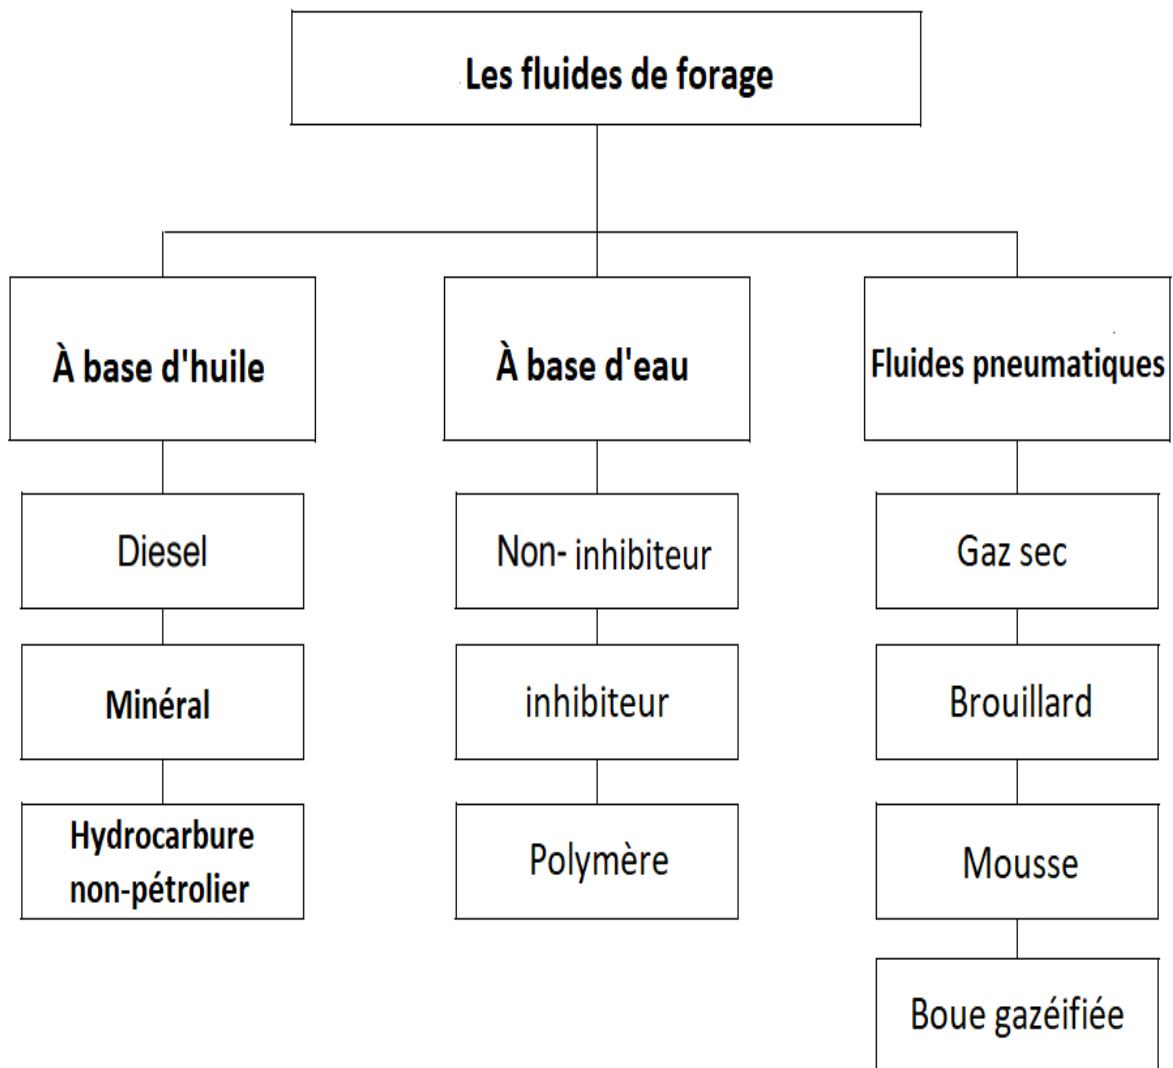 Les fluides de forage
À base d'huile
À base d'eau
Fluides pneumatiques
Diesel
Non- inhibiteur
Gaz sec
Minéral
inhibiteur
Brouillard
Hydrocarbure
non-pétrolier
Polymère
Mousse
Boue gazéifiée